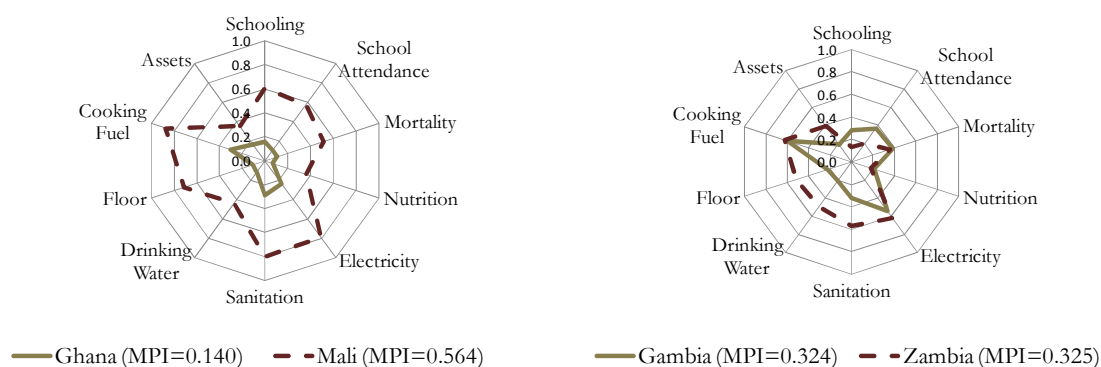 Schooling
1.0
0.8
0.6
0.4
0.2
0.0
School
Attendance
Mortality
Nutrition
Electricity
Sanitation
Drinking
Water
Floor
Cooking
Fuel
Assets
Ghana (MPI=0.140)
Mali (MPI=0.564)
Schooling
1.0
0.8
0.6
0.4
0.2
0.0
School
Attendance
Mortality
Nutrition
Electricity
Sanitation
Drinking
Water
Floor
Cooking
Fuel
Assets
Gambia (MPI=0.324)
Zambia (MPI=0.325)